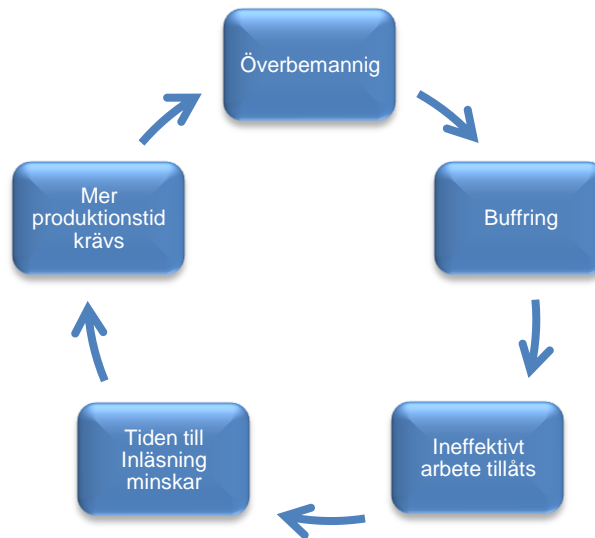 Överbemannig
Buffring
Ineffektivt
arbete tillåts
Tiden till
Inläsning
minskar
Mer
produktionstid
krävs